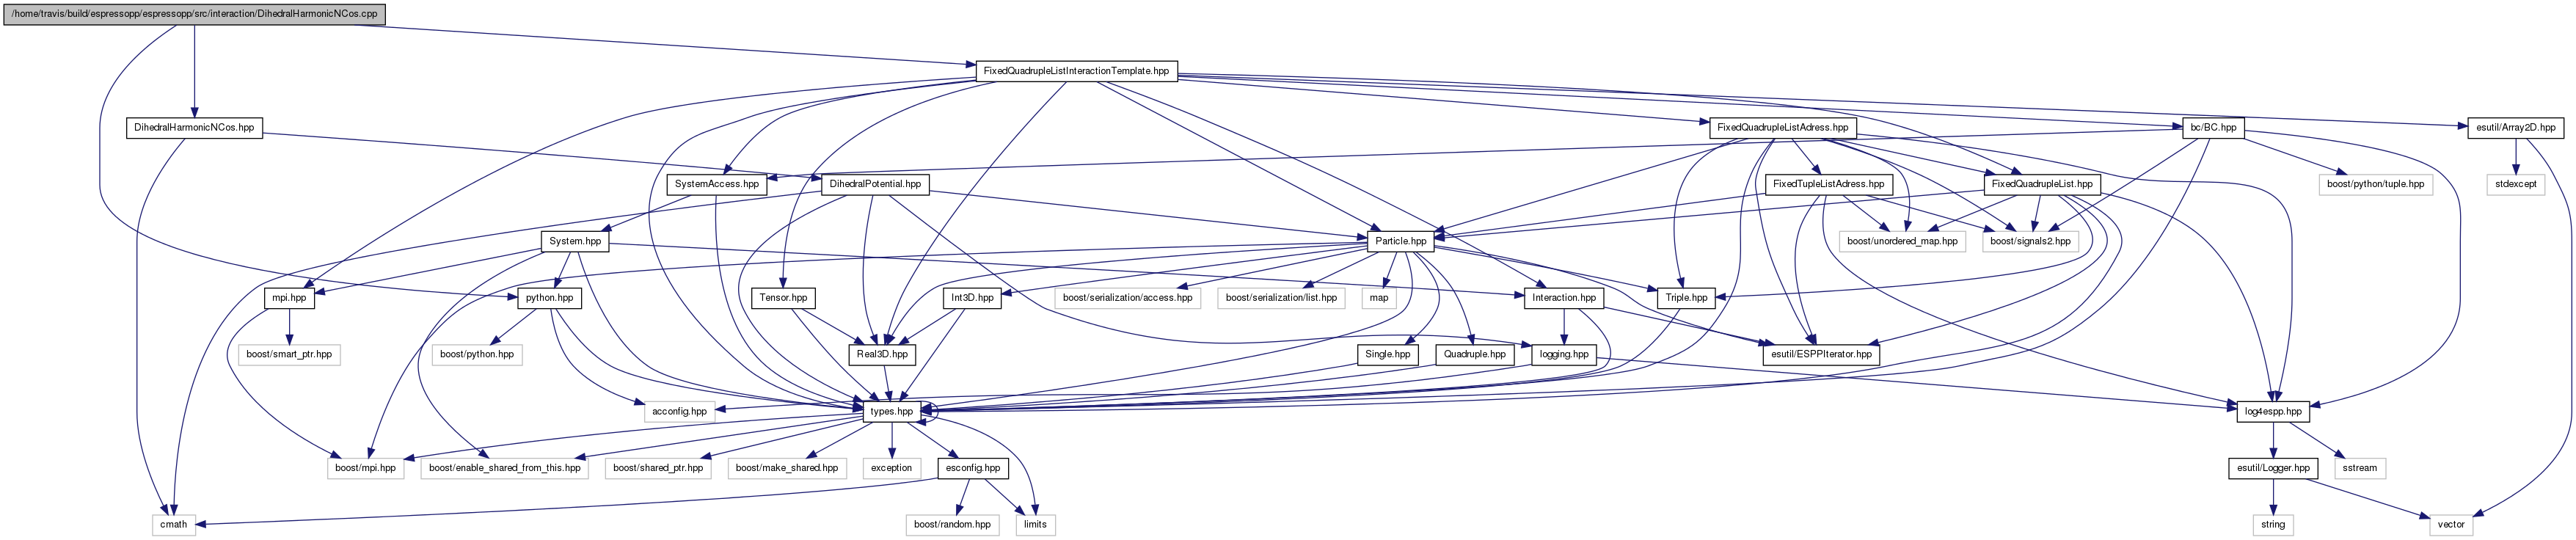 /home/travis/build/espressopp/espressopp/src/interaction/DihedralHarmonicNCos.cpp
FixedQuadrupleListInteractionTemplate.hpp
DihedralHarmonicNCos.hpp
FixedQuadrupleListAdress.hpp
bc/BC.hpp
esutil/Array2D.hpp
SystemAccess.hpp
DihedralPotential.hpp
FixedTupleListAdress.hpp
FixedQuadrupleList.hpp
boost/python/tuple.hpp
stdexcept
System.hpp
Particle.hpp
boost/unordered_map.hpp
boost/signals2.hpp
mpi.hpp
python.hpp
Tensor.hpp
Int3D.hpp
boost/serialization/access.hpp
boost/serialization/list.hpp
map
Interaction.hpp
Triple.hpp
boost/smart_ptr.hpp
boost/python.hpp
Real3D.hpp
Single.hpp
Quadruple.hpp
logging.hpp
esutil/ESPPIterator.hpp
acconfig.hpp
types.hpp
log4espp.hpp
boost/mpi.hpp
boost/enable_shared_from_this.hpp
boost/shared_ptr.hpp
boost/make_shared.hpp
exception
esconfig.hpp
esutil/Logger.hpp
sstream
cmath
boost/random.hpp
limits
string
vector